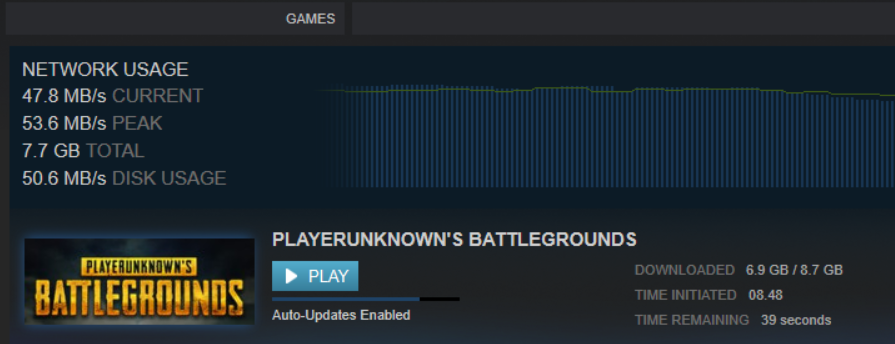 GAMES
NETWORK USAGE
47.8 MB/s CURRENT
53.6 MB/s PEAK
7.7 GB TOTAL
50.6 MB/s DISK USAGE
PLAYERUNKNOWN'S
BATTLEGROUNDS
PLAYERUNKNOWN'S BATTLEGROUNDS
PLAY
Auto-Updates Enabled
DOWNLOADED 6.9 GB / 8.7 GB
TIME INITIATED 08.48
TIME REMAINING 39 seconds